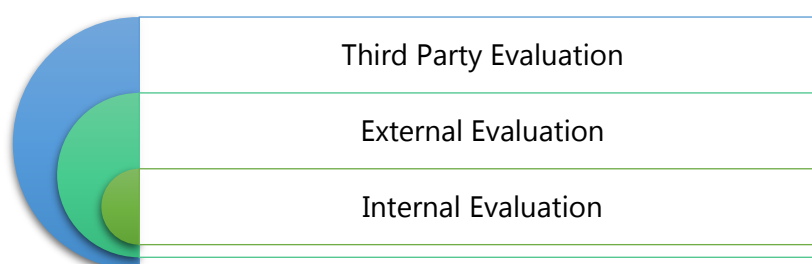 Third Party Evaluation
External Evaluation
Internal Evaluation